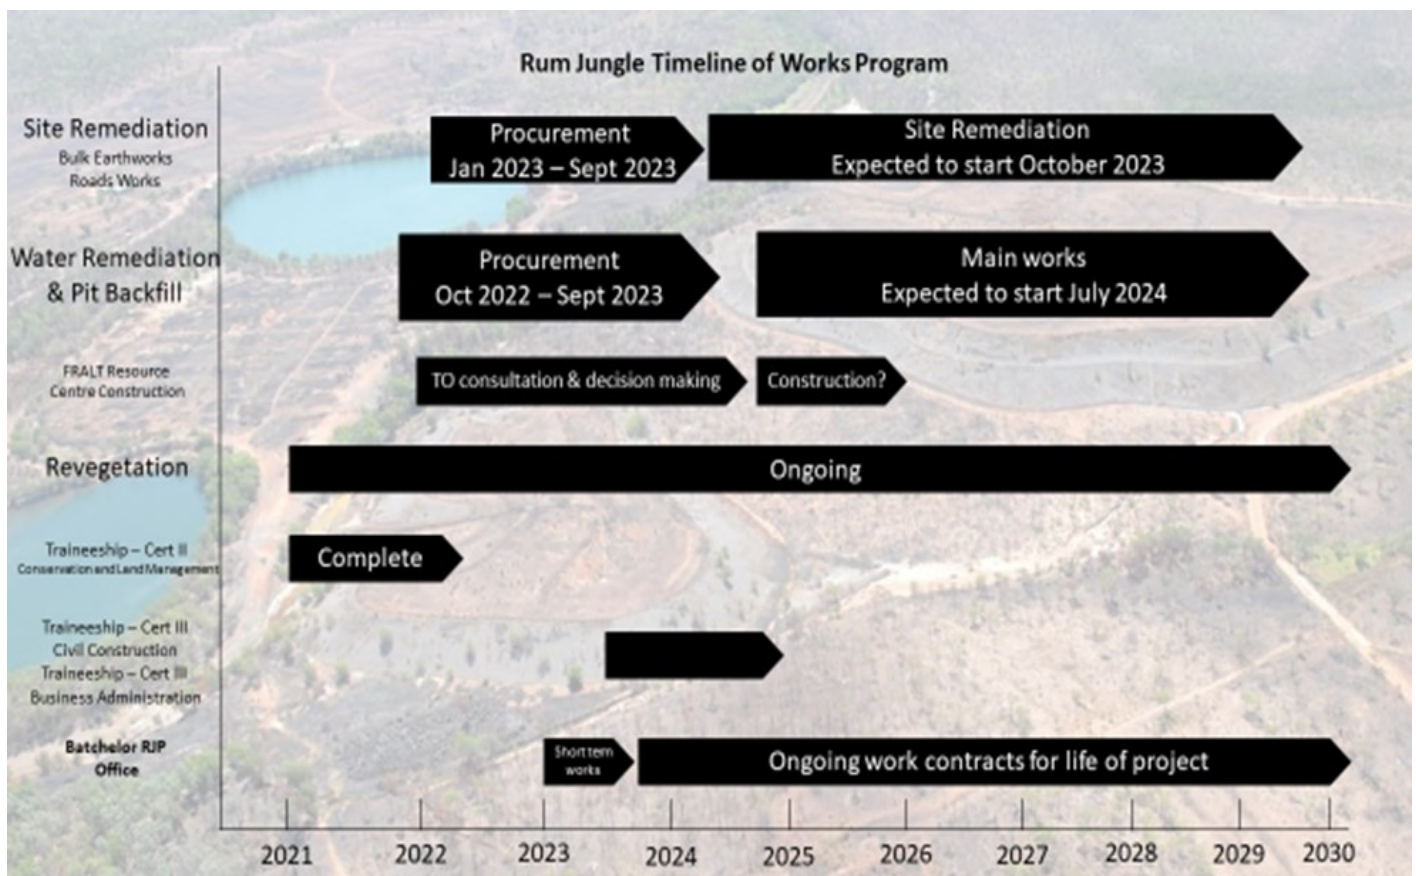 Rum Jungle Timeline of Works Program
Site Remediation
Bulk Earthworks
Roads Works
Procurement
Jan 2023 – Sept 2023
Site Remediation
Expected to start October 2023
Water Remediation
& Pit Backfill
Procurement
Oct 2022 – Sept 2023
Main works
Expected to start July 2024
FRALT Resource
Centre Construction
TO consultation & decision making
Construction?
Revegetation
Ongoing
Traineeship – Cert II
Conservation and Land Management
Complete
Traineeship – Cert III
Civil Construction
Traineeship – Cert III
Business Administration
Batchelor RJP
Office
Short term
works
Ongoing work contracts for life of project
2021 2022 2023 2024 2025 2026 2027 2028 2029 2030